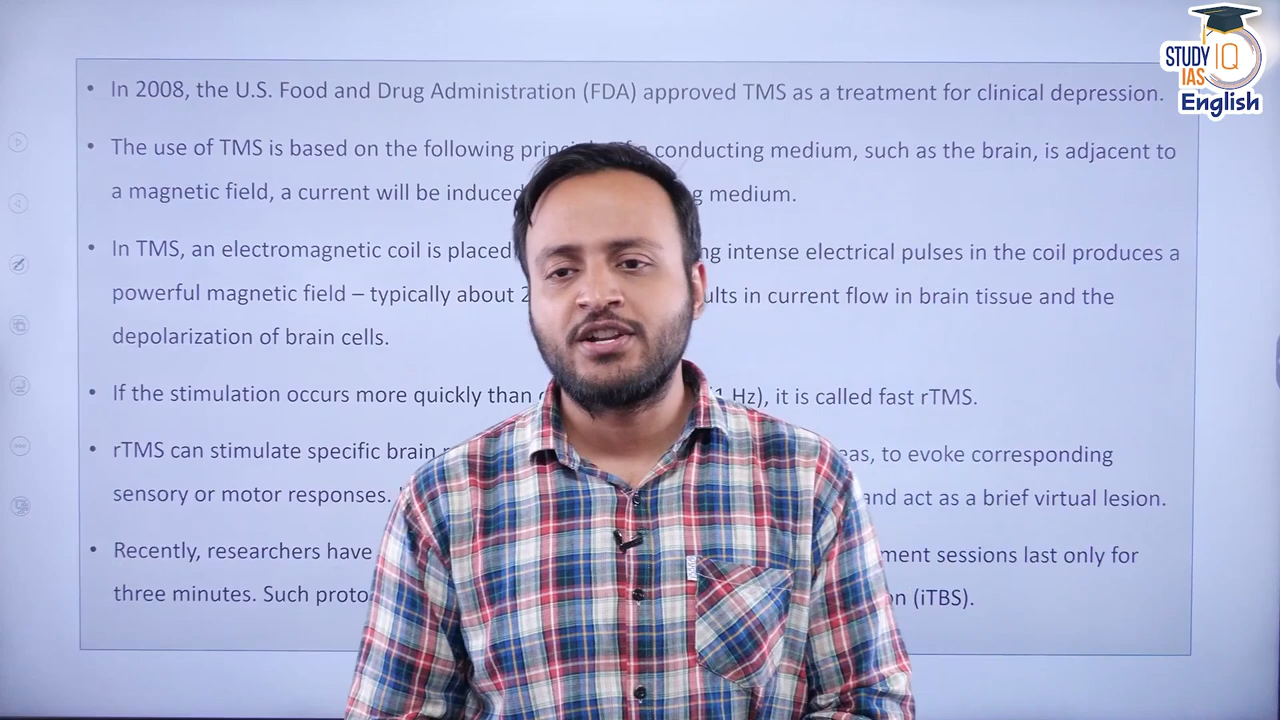 STUDY IQ
IAS
English
• In 2008, the U.S. Food and Drug Administration (FDA) approved TMS as a treatment for clinical depression.
• The use of TMS is based on the following conducting medium, such as the brain, is adjacent to
a magnetic field, a current will be induced medium.
• In TMS, an electromagnetic coil is placed intense electrical pulses in the coil produces a
powerful magnetic field – typically about in current flow in brain tissue and the
depolarization of brain cells.
• If the stimulation occurs more quickly than Hz), it is called fast rTMS.
• rTMS can stimulate specific brain to evoke corresponding
sensory or motor responses. and act as a brief virtual lesion.
• Recently, researchers have sessions last only for
three minutes. Such (iTBS).